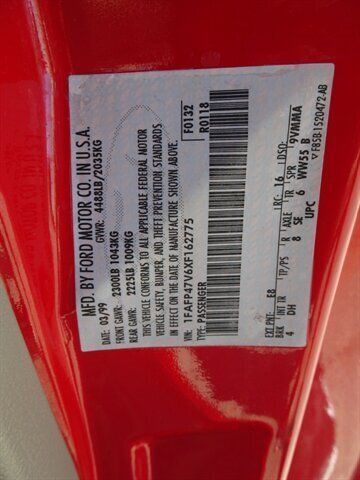 MFD. BY FORD MOTOR CO. IN U.S.A.
DATE: 03/99 GVWR: 4488LB/2035KG
FRONT GAWR: 2300LB 1043KG
REAR GAWR: 2225LB 1009KG
THIS VEHICLE CONFORMS TO ALL APPLICABLE FEDERAL MOTOR
VEHICLE SAFETY, BUMPER, AND THEFT PREVENTION STANDARDS
IN EFFECT ON THE DATE OF MANUFACTURE SHOWN ABOVE.
VIN: 1FAFP47V6XF162775
TYPE: PASSENGER
F0132
R0118
EXT PNT: E8 RC: 16 DSO:
BRK INT TR TP/PS R AXLE TR SPR 9VMMA
4 DH 8 SE 6 WW55 B
UPC
▽F85B-1520472-AB